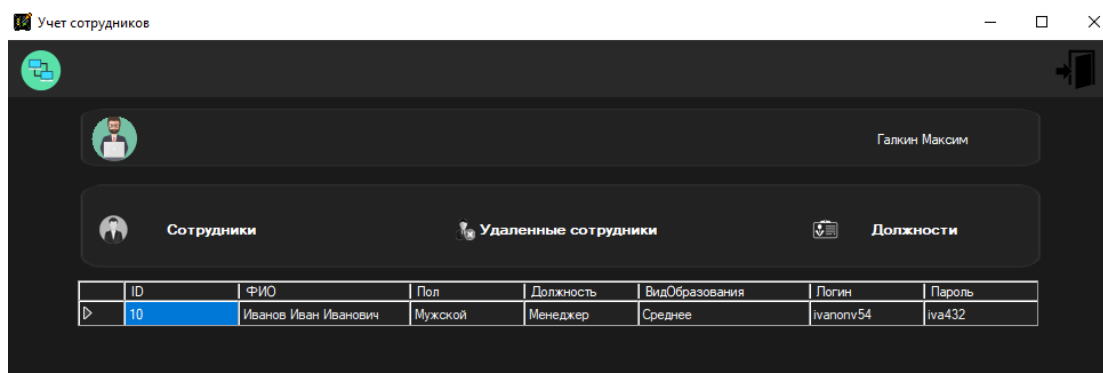 Учет сотрудников
Галкин Максим
Сотрудники Удаленные сотрудники Должности
ID ФИО Пол Должность ВидОбразования Логин Пароль
10 Иванов Иван Иванович Мужской Менеджер Среднее ivanonv54 iva432